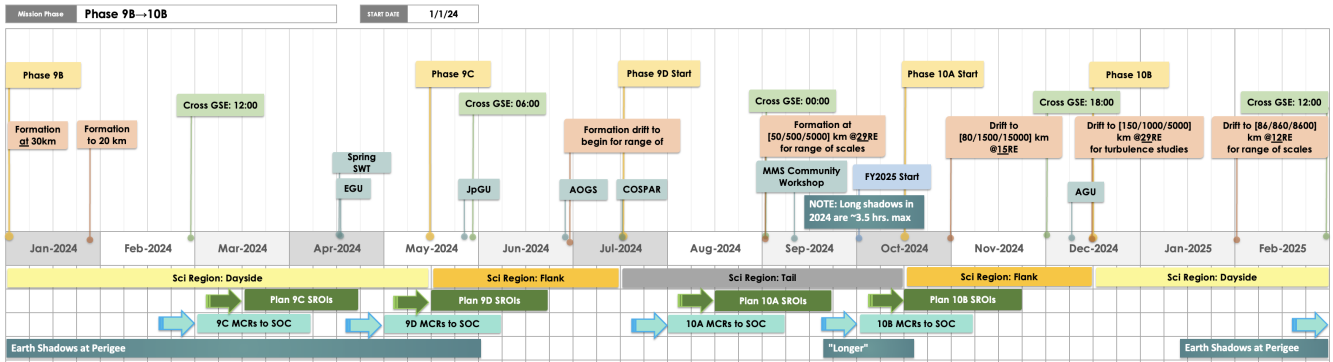 Mission Phase
Phase 9B→10B
START DATE
1/1/24
Phase 9B
Phase 9C
Phase 9D Start
Phase 10A Start
Phase 10B
Cross GSE: 12:00
Cross GSE: 06:00
Cross GSE: 00:00
Cross GSE: 18:00
Cross GSE: 12:00
Formation
at 30km
Formation
to 20 km
Formation drift to
begin for range of
Formation at
[50/500/5000] km @29RE
for range of scales
Drift to
[80/1500/15000] km
@15RE
Drift to [150/1000/5000]
km @29RE
for turbulence studies
Drift to [86/860/8600]
km @12RE
for range of scales
Spring
SWT
EGU
JpGU
AOGS
COSPAR
MMS Community
Workshop
FY2025 Start
AGU
NOTE: Long shadows in
2024 are ~3.5 hrs. max
Jan-2024
Feb-2024
Mar-2024
Apr-2024
May-2024
Jun-2024
Jul-2024
Aug-2024
Sep-2024
Oct-2024
Nov-2024
Dec-2024
Jan-2025
Feb-2025
Sci Region: Dayside
Sci Region: Flank
Sci Region: Tail
Sci Region: Flank
Sci Region: Dayside
Plan 9C SROIs
Plan 9D SROIs
Plan 10A SROIs
Plan 10B SROIs
9C MCRs to SOC
9D MCRs to SOC
10A MCRs to SOC
10B MCRs to SOC
Earth Shadows at Perigee
"Longer"
Earth Shadows at Perigee